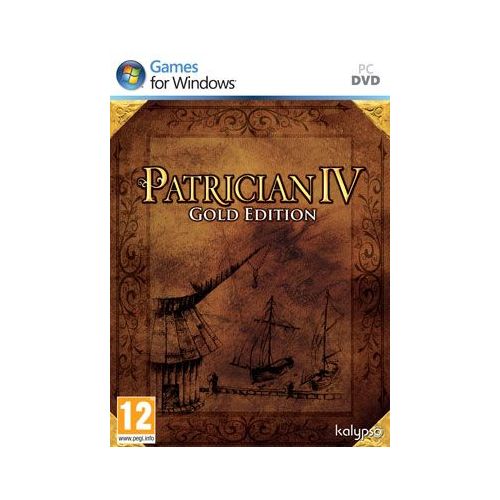 Games
for Windows®
PC
DVD
PATRICIAN IV
GOLD EDITION
12
www.pegi.info
kalypso